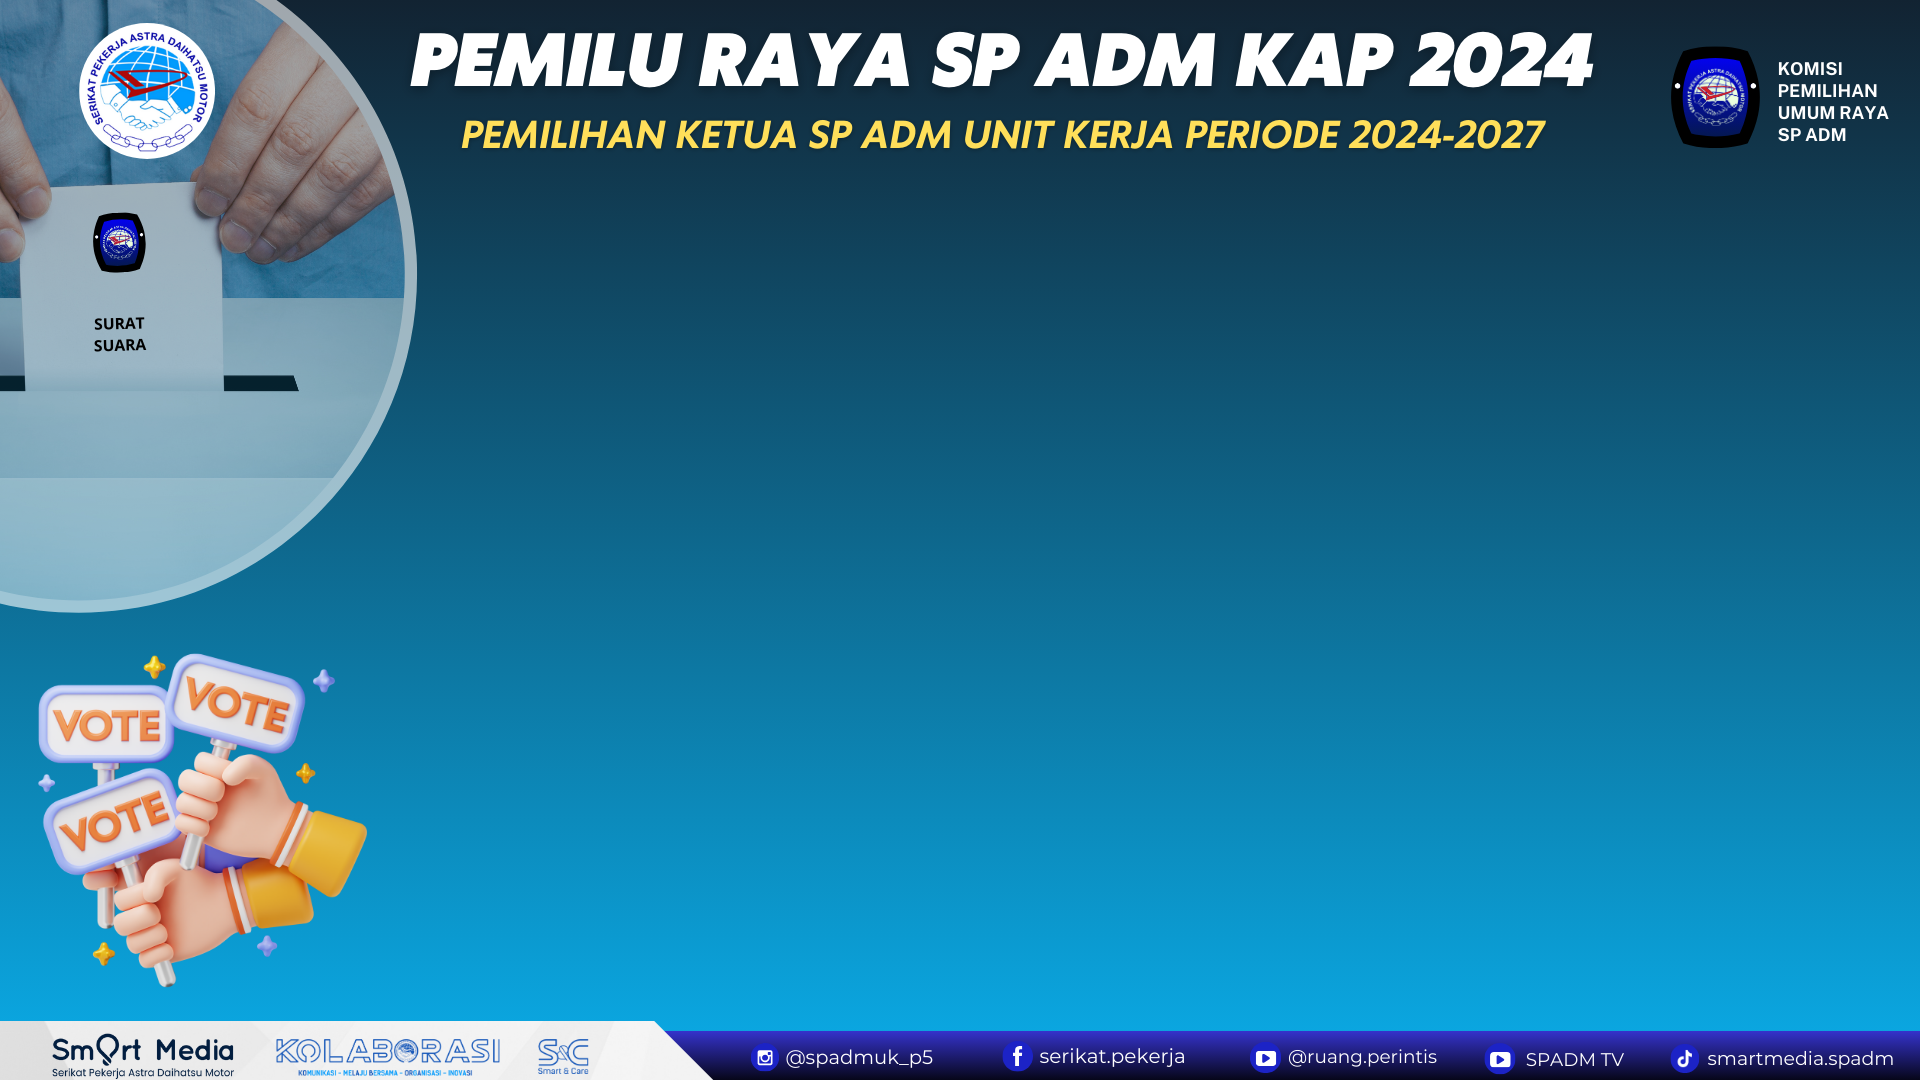 PEMILU RAYA SP ADM KAP 2024
PEMILIHAN KETUA SP ADM UNIT KERJA PERIODE 2024-2027
SERIKAT PEKERJA ASTRA DAIHATSU MOTOR
KOMISI
PEMILIHAN
UMUM RAYA
SP ADM
SURAT
SUARA
VOTE
VOTE
VOTE
Smart Media
Serikat Pekerja Astra Daihatsu Motor
KOLABORASI
KOMUNIKASI - MELAJU BERSAMA - ORGANISASI - INOVASI
S&C
Smart & Care
@spadmuk_p5
serikat.pekerja
@ruang.perintis
SPADM TV
smartmedia.spadm